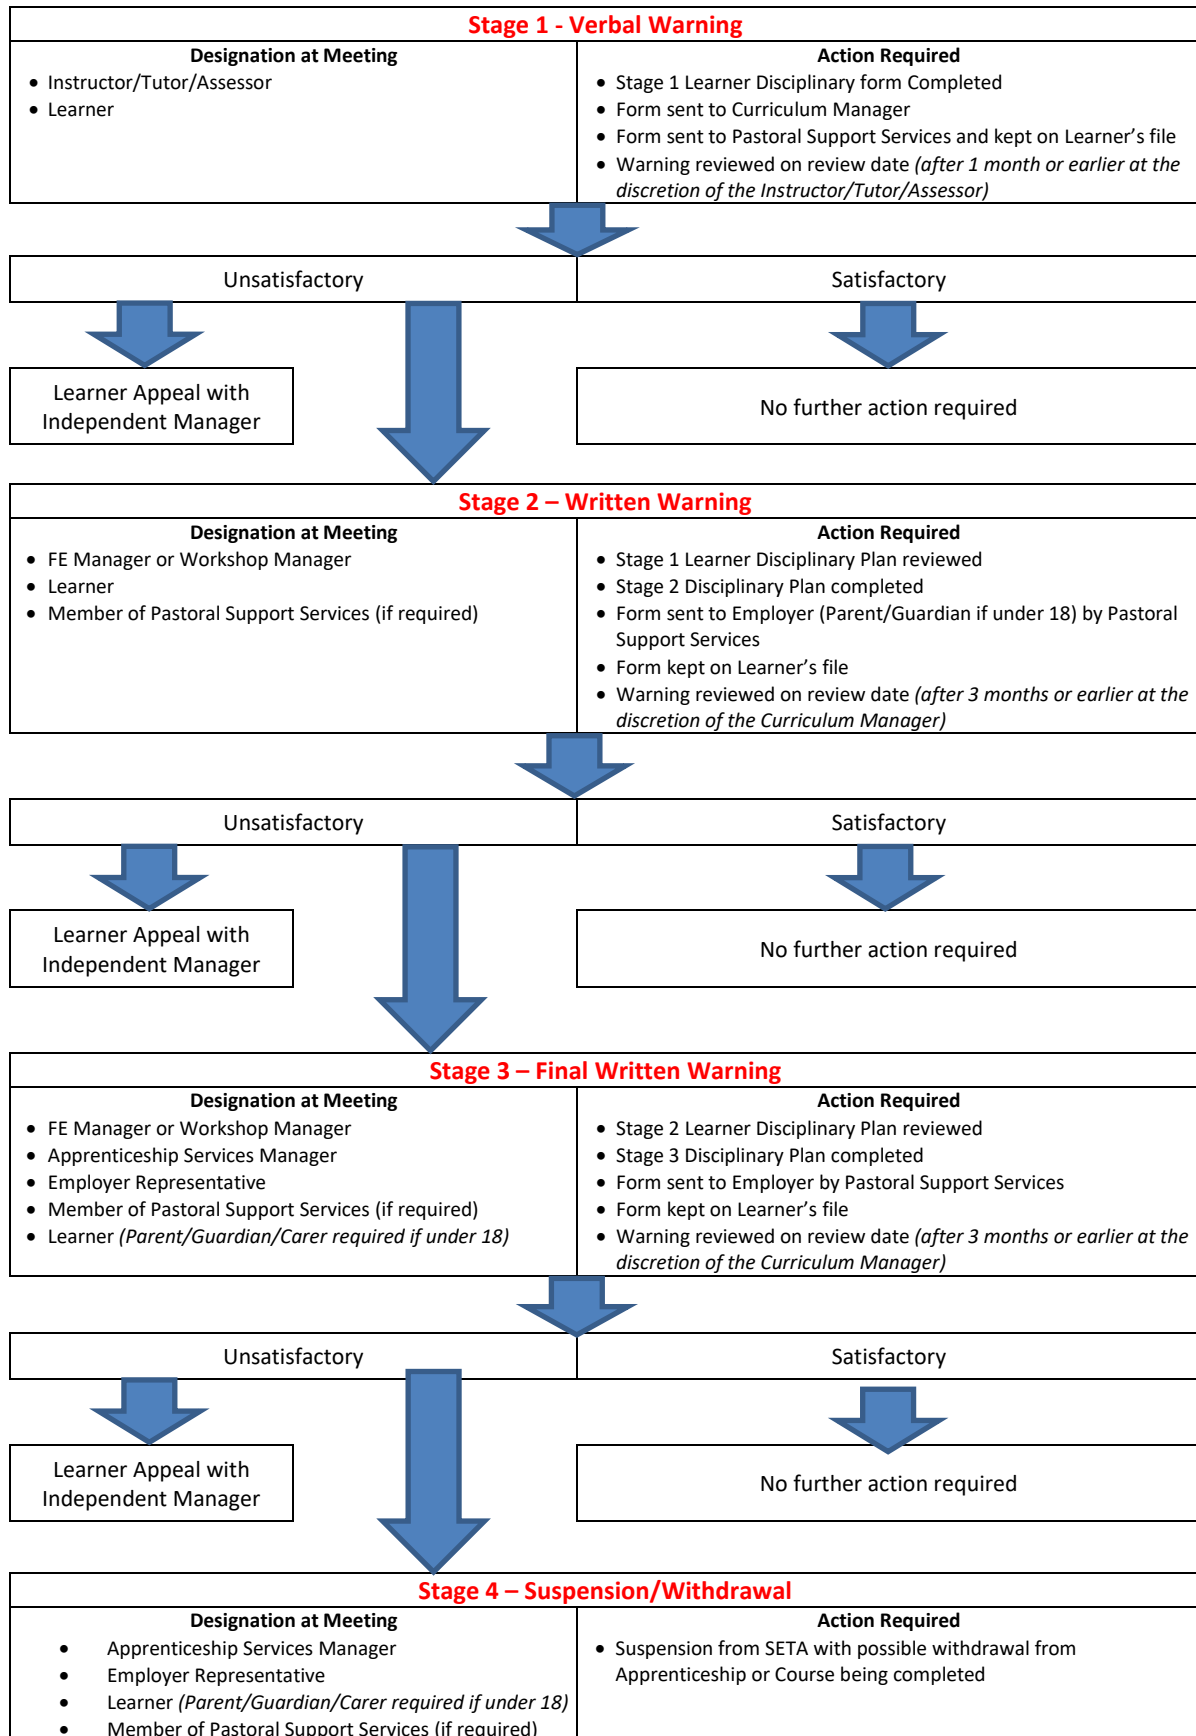 Stage 1 - Verbal Warning
Designation at Meeting
• Instructor/Tutor/Assessor
• Learner
Action Required
• Stage 1 Learner Disciplinary form Completed
• Form sent to Curriculum Manager
• Form sent to Pastoral Support Services and kept on Learner's file
• Warning reviewed on review date (after 1 month or earlier at the
discretion of the Instructor/Tutor/Assessor)
Unsatisfactory
Satisfactory
Learner Appeal with
Independent Manager
No further action required
Stage 2 – Written Warning
Designation at Meeting
• FE Manager or Workshop Manager
• Learner
• Member of Pastoral Support Services (if required)
Action Required
• Stage 1 Learner Disciplinary Plan reviewed
• Stage 2 Disciplinary Plan completed
• Form sent to Employer (Parent/Guardian if under 18) by Pastoral
Support Services
• Form kept on Learner's file
• Warning reviewed on review date (after 3 months or earlier at the
discretion of the Curriculum Manager)
Unsatisfactory
Satisfactory
Learner Appeal with
Independent Manager
No further action required
Stage 3 – Final Written Warning
Designation at Meeting
• FE Manager or Workshop Manager
• Apprenticeship Services Manager
• Employer Representative
• Member of Pastoral Support Services (if required)
• Learner (Parent/Guardian/Carer required if under 18)
Action Required
• Stage 2 Learner Disciplinary Plan reviewed
• Stage 3 Disciplinary Plan completed
• Form sent to Employer by Pastoral Support Services
• Form kept on Learner's file
• Warning reviewed on review date (after 3 months or earlier at the
discretion of the Curriculum Manager)
Unsatisfactory
Satisfactory
Learner Appeal with
Independent Manager
No further action required
Stage 4 – Suspension/Withdrawal
Designation at Meeting
• Apprenticeship Services Manager
• Employer Representative
• Learner (Parent/Guardian/Carer required if under 18)
• Member of Pastoral Support Services (if required)
Action Required
• Suspension from SETA with possible withdrawal from
Apprenticeship or Course being completed